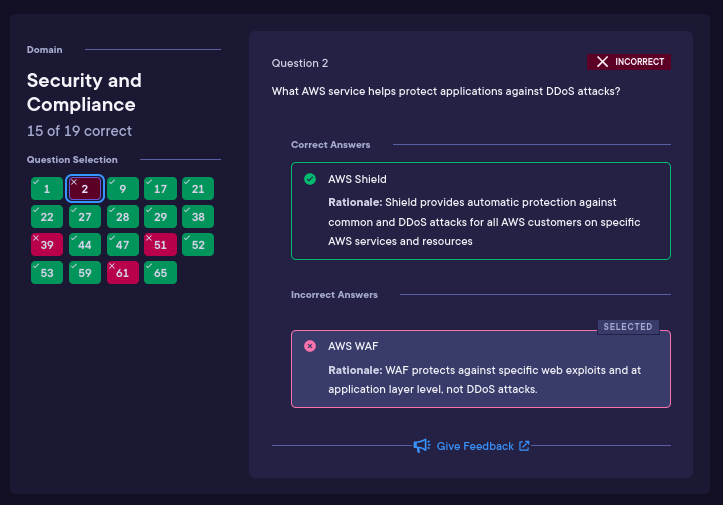 Domain
Security and
Compliance
15 of 19 correct
Question Selection
1 2 9 17 21
22 27 28 29 38
39 44 47 51 52
53 59 61 65
Question 2
INCORRECT
What AWS service helps protect applications against DDoS attacks?
Correct Answers
AWS Shield
Rationale: Shield provides automatic protection against
common and DDoS attacks for all AWS customers on specific
AWS services and resources
Incorrect Answers
SELECTED
AWS WAF
Rationale: WAF protects against specific web exploits and at
application layer level, not DDoS attacks.
Give Feedback